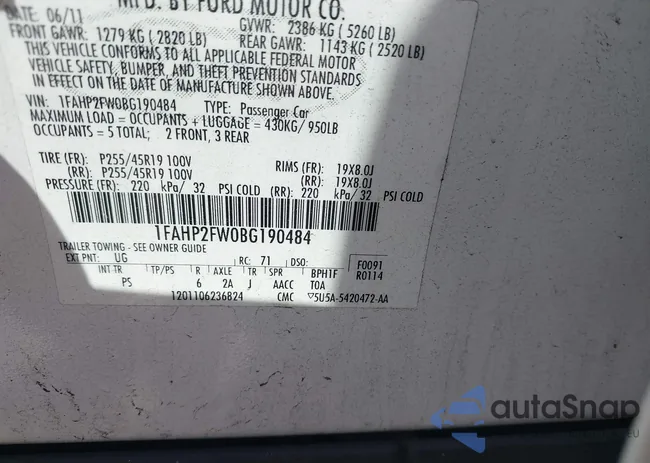 MFD. BY FORD MOTOR CO.
DATE: 06/11
GVWR: 2386 KG ( 5260 LB)
FRONT GAWR: 1279 KG ( 2820 LB)
REAR GAWR: 1143 KG ( 2520 LB)
THIS VEHICLE CONFORMS TO ALL APPLICABLE FEDERAL MOTOR
VEHICLE SAFETY, BUMPER, AND THEFT PREVENTION STANDARDS
IN EFFECT ON THE DATE OF MANUFACTURE SHOWN ABOVE.
VIN: 1FAHP2FW0BG190484 TYPE: Passenger Car
MAXIMUM LOAD = OCCUPANTS + LUGGAGE = 430KG/ 950LB
OCCUPANTS = 5 TOTAL; 2 FRONT, 3 REAR
TIRE (FR): P255/45R19 100V RIMS (FR): 19X8.0J
(RR): P255/45R19 100V (RR): 19X8.0J
PRESSURE (FR): 220 kPa/ 32 PSI COLD (RR): 220 kPa/ 32 PSI COLD
1FAHP2FW0BG190484
TRAILER TOWING - SEE OWNER GUIDE
EXT PNT: UG RC: 71 DSO: F0091
R0114
INT TR TP/PS R AXLE TR SPR BPH1F
PS 6 2A J AACC T0A
1201106236824 CMC ▽5U5A-5420472-AA
autoSnap
.EU